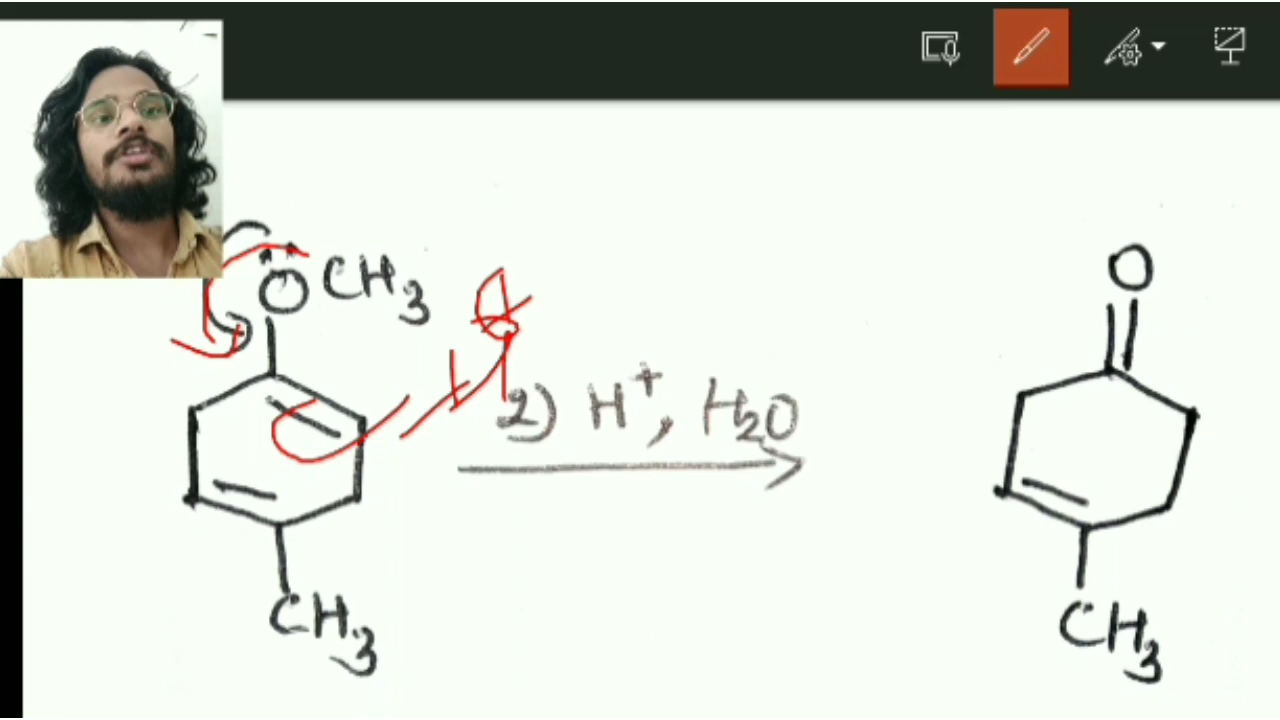 OCH3
O
2) H+, H2O
CH3
CH3